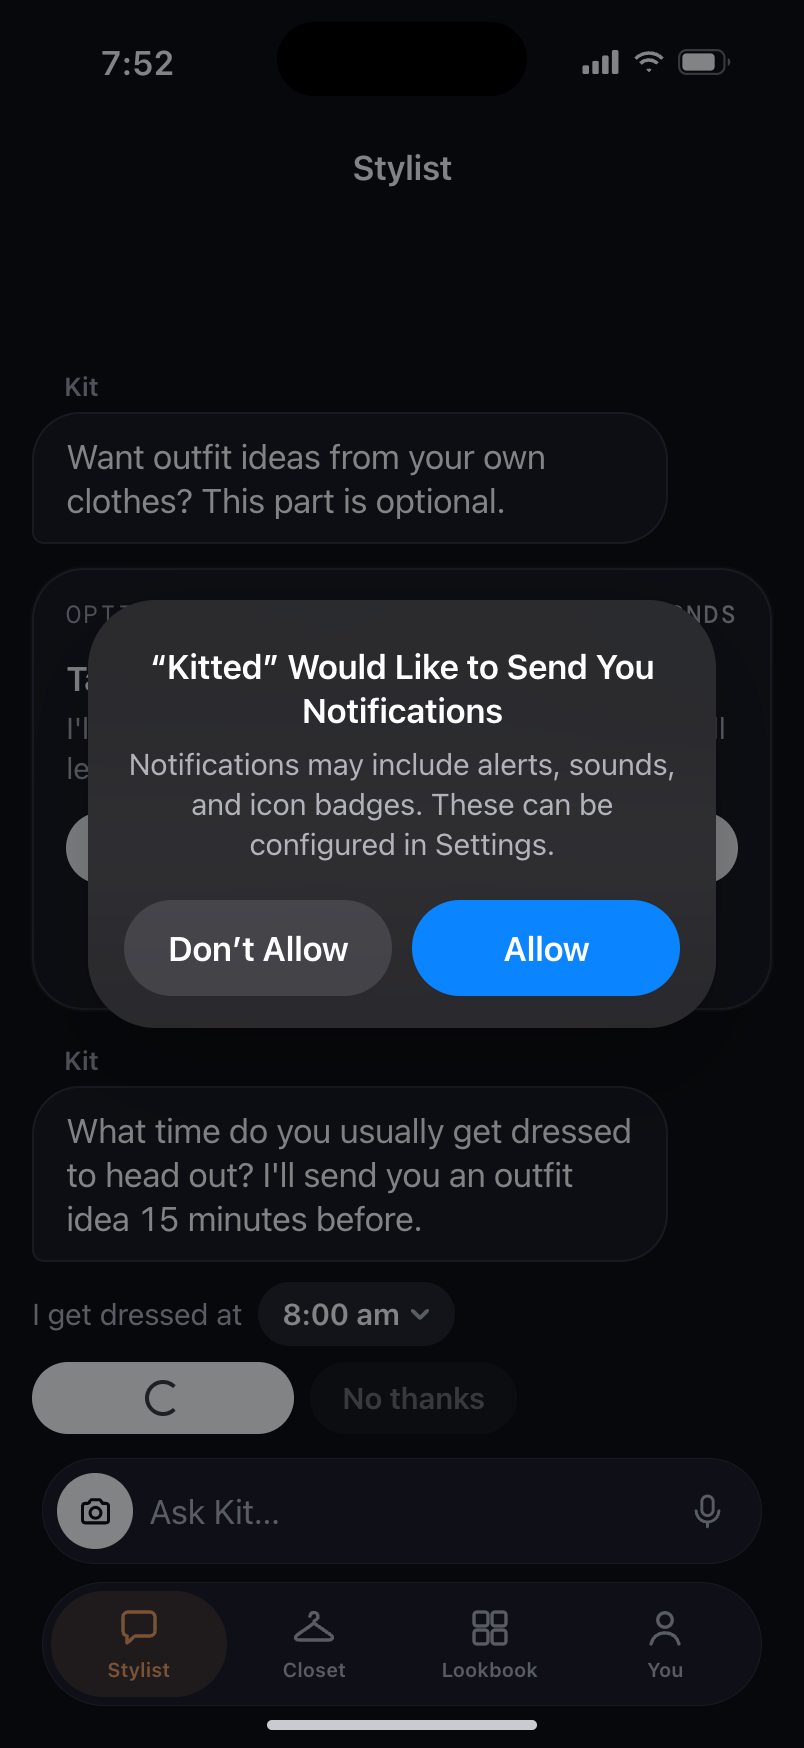 7:52
Stylist
Kit
Want outfit ideas from your own
clothes? This part is optional.
“Kitted” Would Like to Send You
Notifications
Notifications may include alerts, sounds,
and icon badges. These can be
configured in Settings.
Don’t Allow
Allow
Kit
What time do you usually get dressed
to head out? I'll send you an outfit
idea 15 minutes before.
I get dressed at
8:00 am
No thanks
Ask Kit...
Stylist
Closet
Lookbook
You